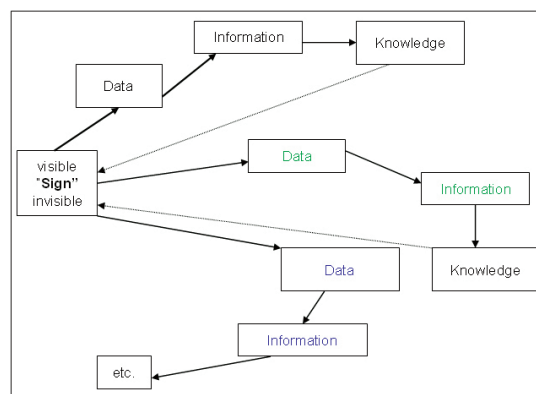 Information
Knowledge
Data
visible
"Sign"
invisible
Data
Information
Data
Knowledge
Information
etc.